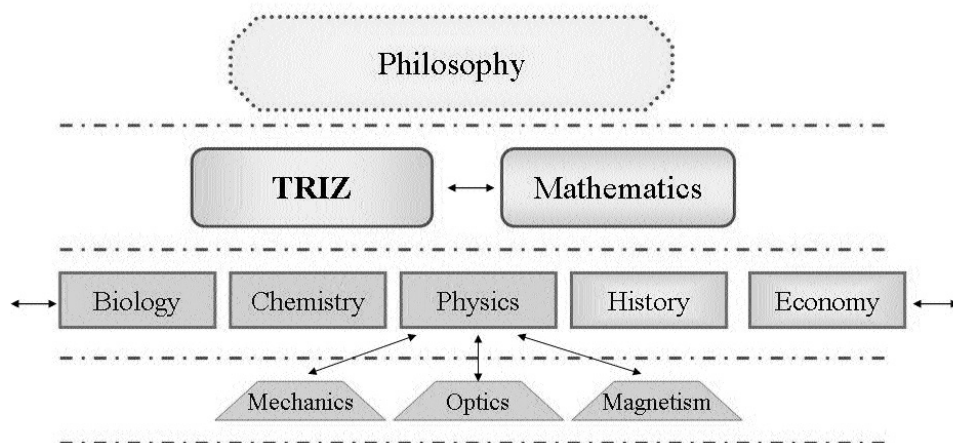 Philosophy
TRIZ Mathematics
Biology Chemistry Physics History Economy
Mechanics Optics Magnetism